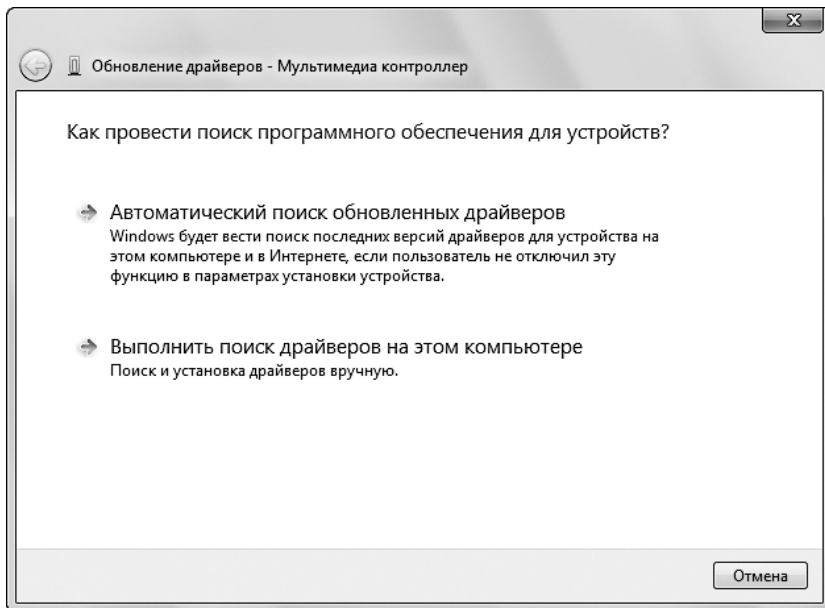 Обновление драйверов - Мультимедиа контроллер
Как провести поиск программного обеспечения для устройств?
Автоматический поиск обновленных драйверов
Windows будет вести поиск последних версий драйверов для устройства на
этом компьютере и в Интернете, если пользователь не отключил эту
функцию в параметрах установки устройства.
Выполнить поиск драйверов на этом компьютере
Поиск и установка драйверов вручную.
Отмена